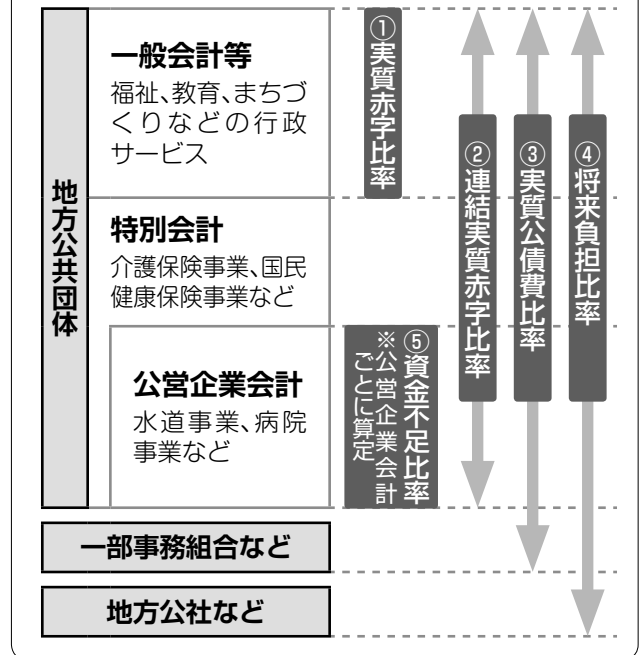 地方公共団体
一般会計等
福祉、教育、まちづ
くりなどの行政
サービス
特別会計
介護保険事業、国民
健康保険事業など
公営企業会計
水道事業、病院
事業など
一部事務組合など
地方公社など
①実質赤字比率
⑤資金不足比率
※公営企業会計
ごとに算定
②連結実質赤字比率
③実質公債費比率
④将来負担比率